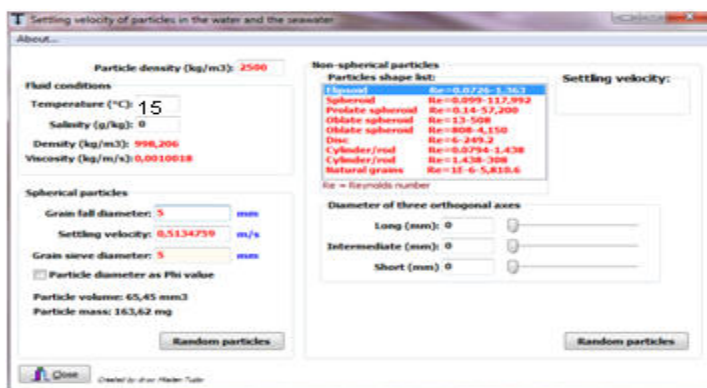 Settling velocity of particles in the water and the seawater
About...
Particle density (kg/m3): 2500
Fluid conditions
Temperature (°C): 15
Salinity (g/kg): 0
Density (kg/m3): 998,206
Viscosity (kg/m/s): 0,0010018
Spherical particles
Grain fall diameter: 5 mm
Settling velocity: 0,5134759 m/s
Grain sieve diameter: 5 mm
Particle diameter as Phi value
Particle volume: 65,45 mm3
Particle mass: 163,62 mg
Random particles
Close
Created by
Non-spherical particles
Particles shape list:
Elipsoid Re=0.0726-1,363
Spheroid Re=0.099-117,992
Prolate spheroid Re=0.14-57,200
Oblate spheroid Re=13-508
Oblate spheroid Re=808-4,150
Disc Re=6-249.2
Cylinder/rod Re=0.0794-1.438
Cylinder/rod Re=1.438-308
Natural grains Re=1E-6-5,810.6
Re = Reynolds number
Settling velocity:
Diameter of three orthogonal axes
Long (mm): 0
Intermediate (mm): 0
Short (mm) 0
Random particles